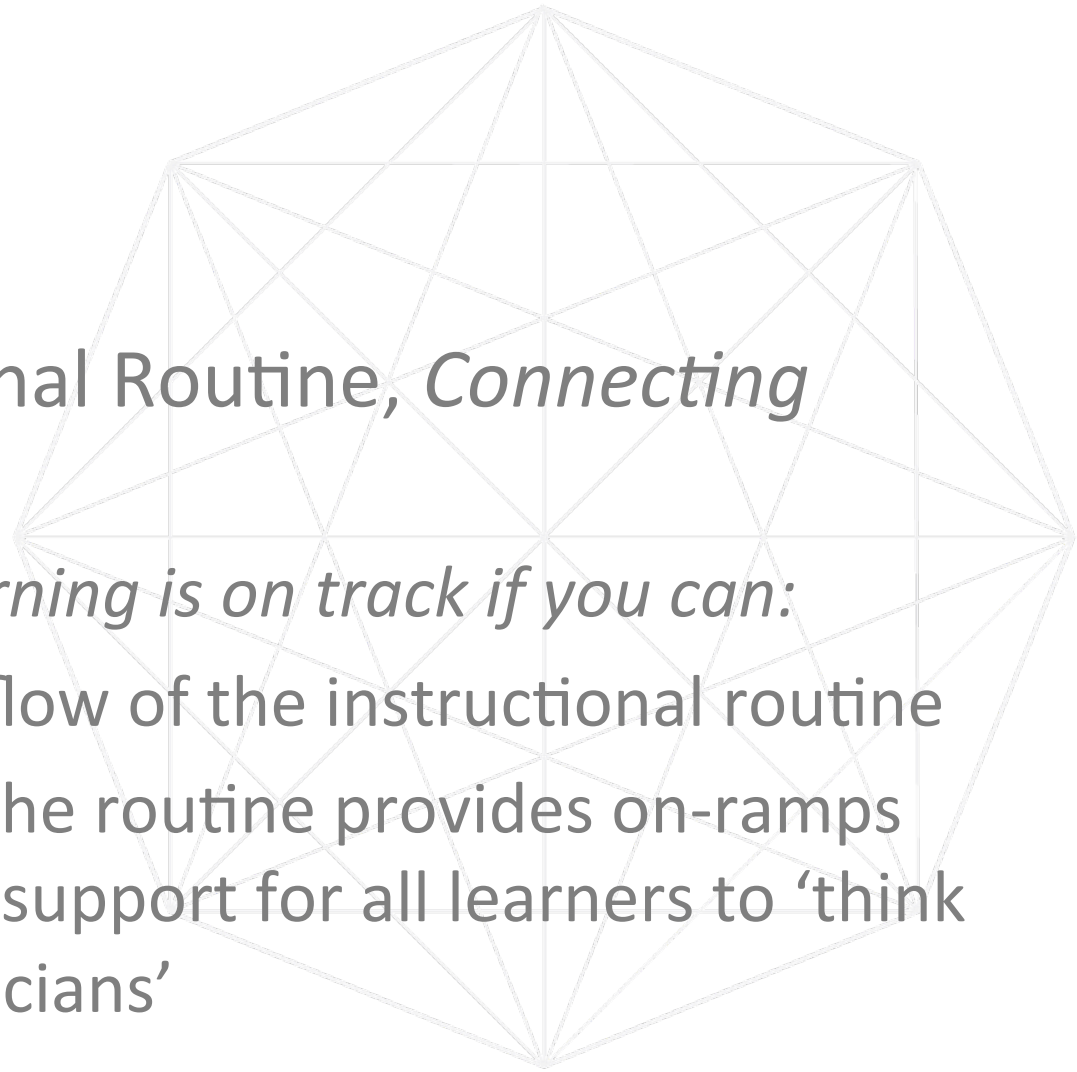 nal Routine, Connecting
rning is on track if you can:
flow of the instructional routine
he routine provides on-ramps
support for all learners to ‘think
cians’